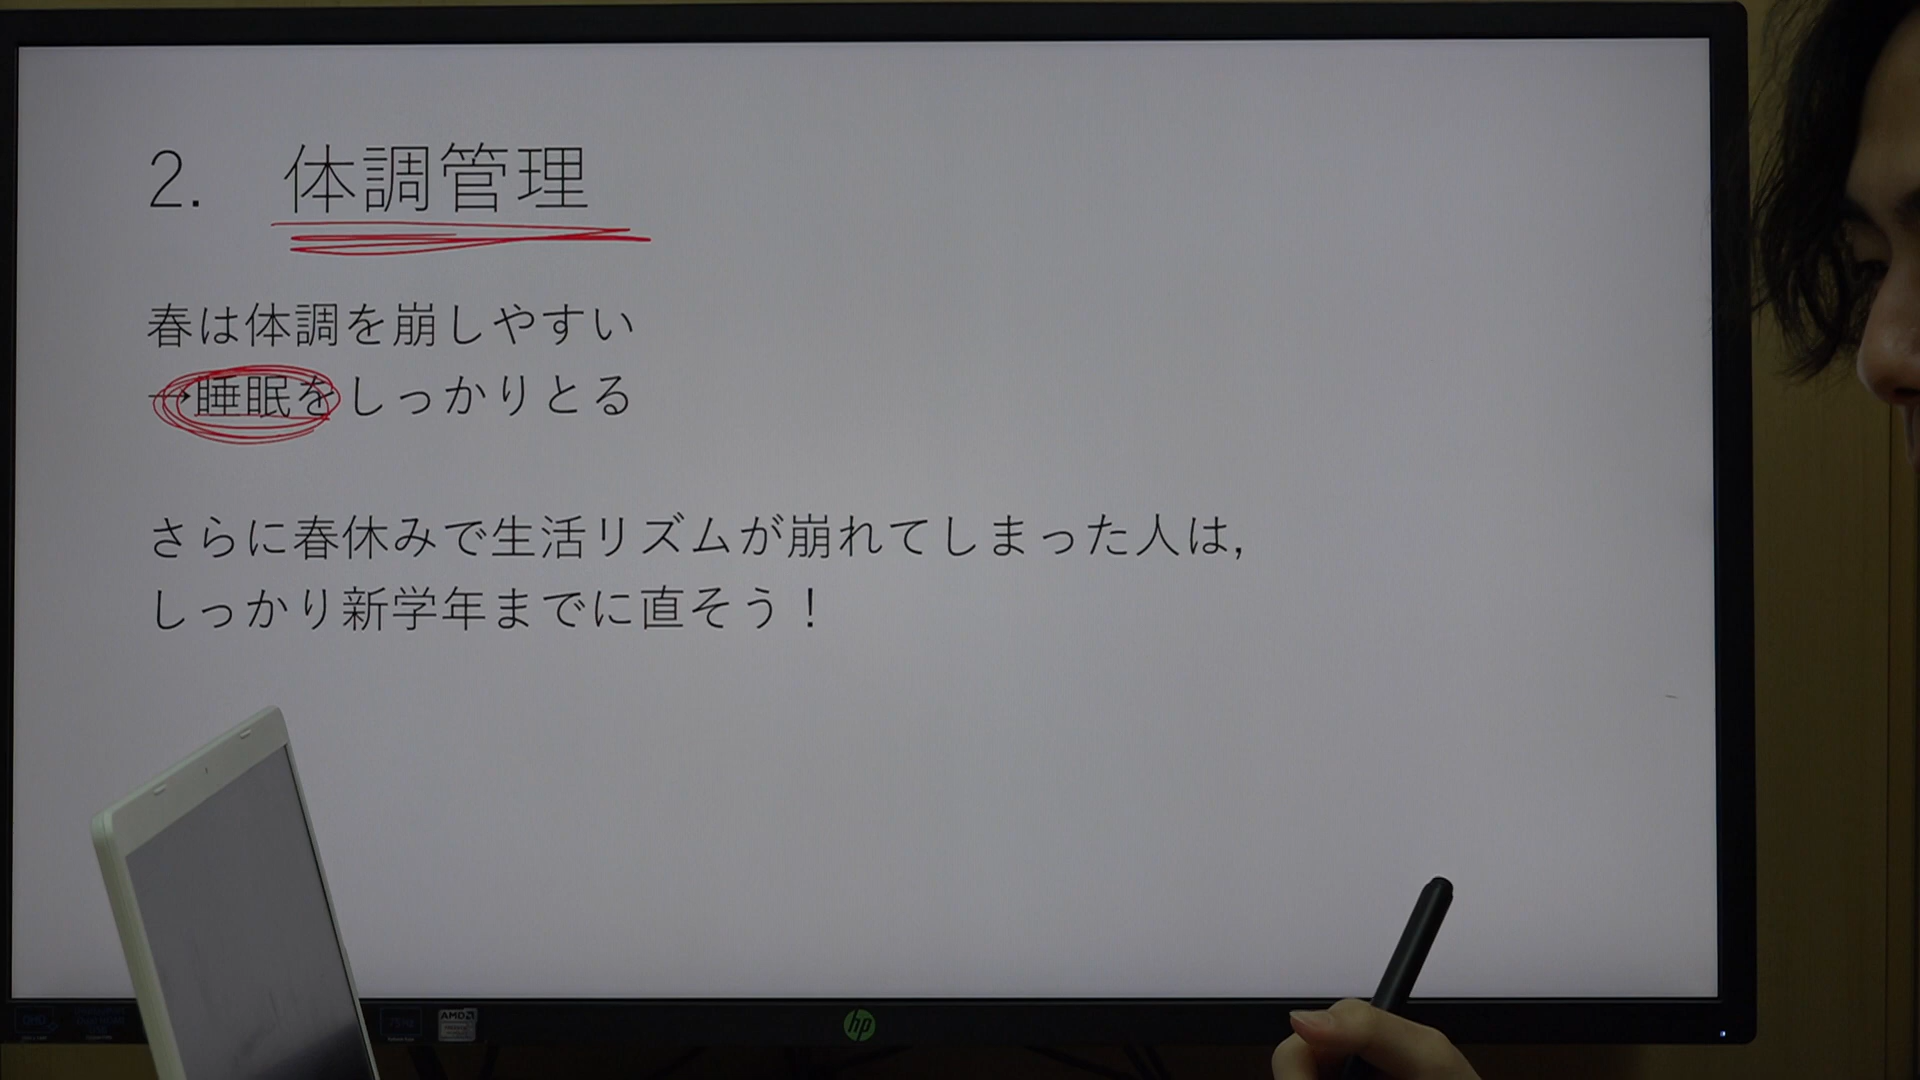 2. 体調管理
春は体調を崩しやすい
→睡眠をしっかりとる
さらに春休みで生活リズムが崩れてしまった人は,
しっかり新学年までに直そう！
AMD
hp